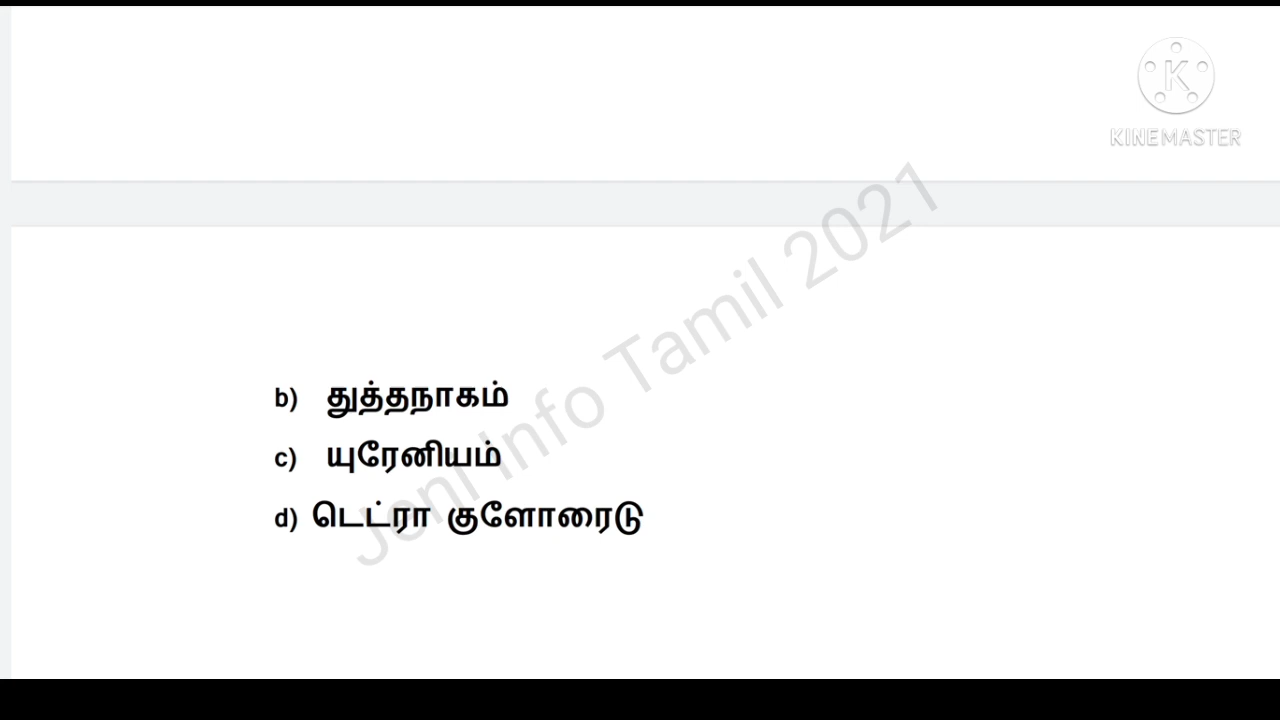 KINEMASTER
Joni Info Tamil 2021
b) துத்தநாகம்
c) யுரேனியம்
d) டெட்ரா குளோரைடு